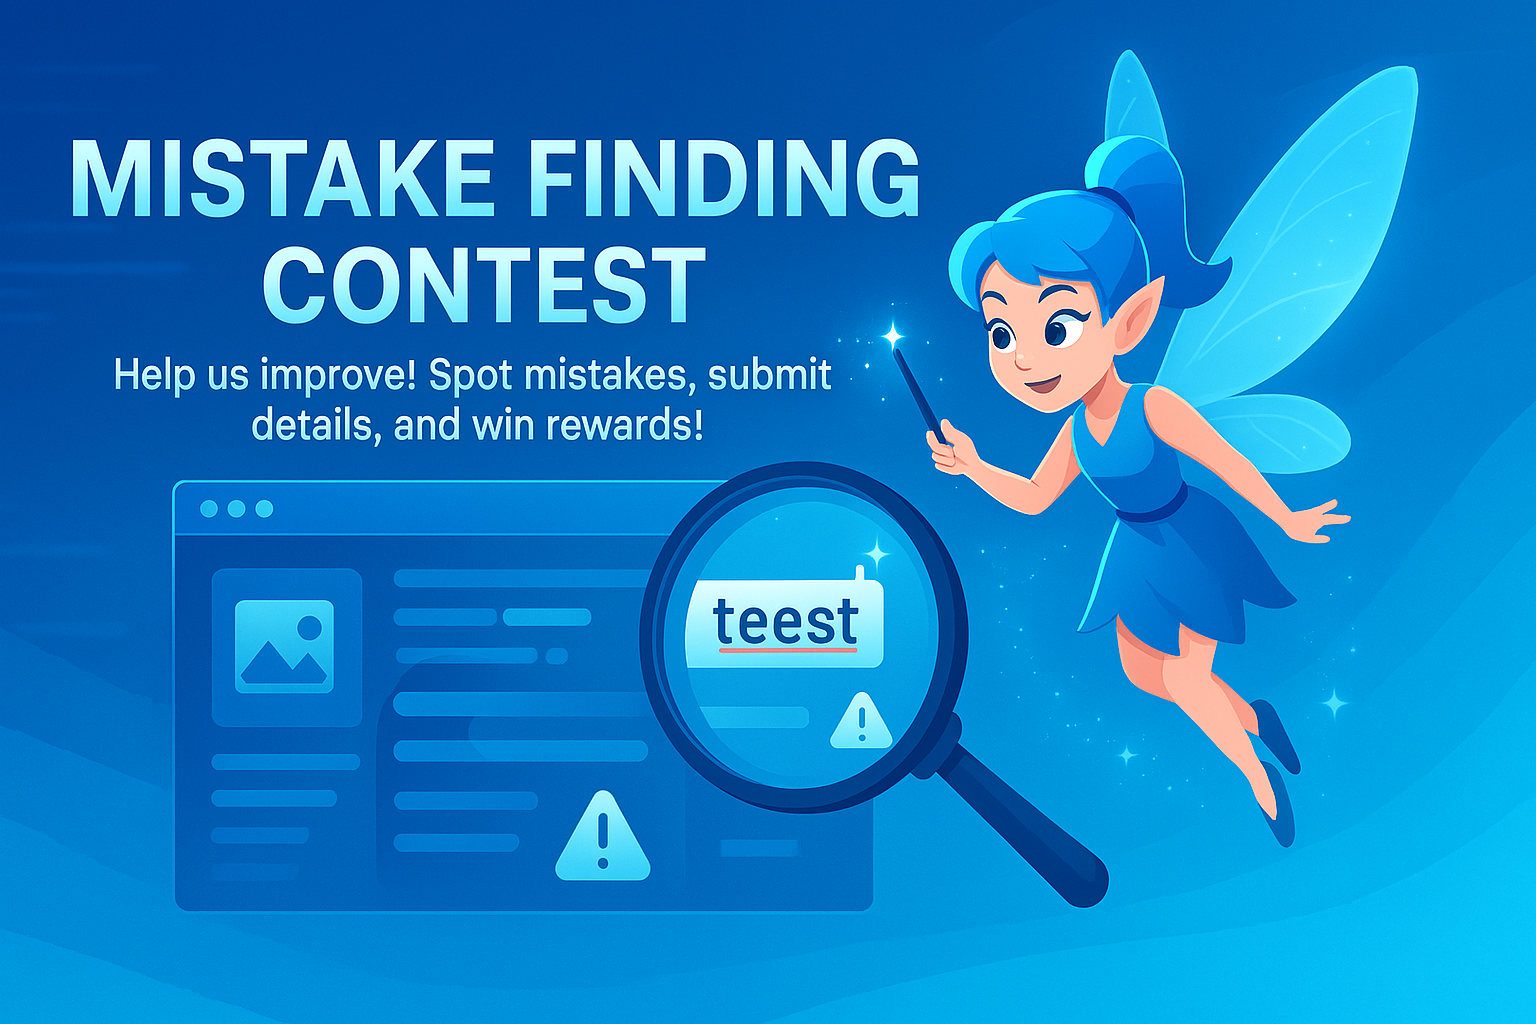 MISTAKE FINDING
CONTEST
Help us improve! Spot mistakes, submit
details, and win rewards!
teest